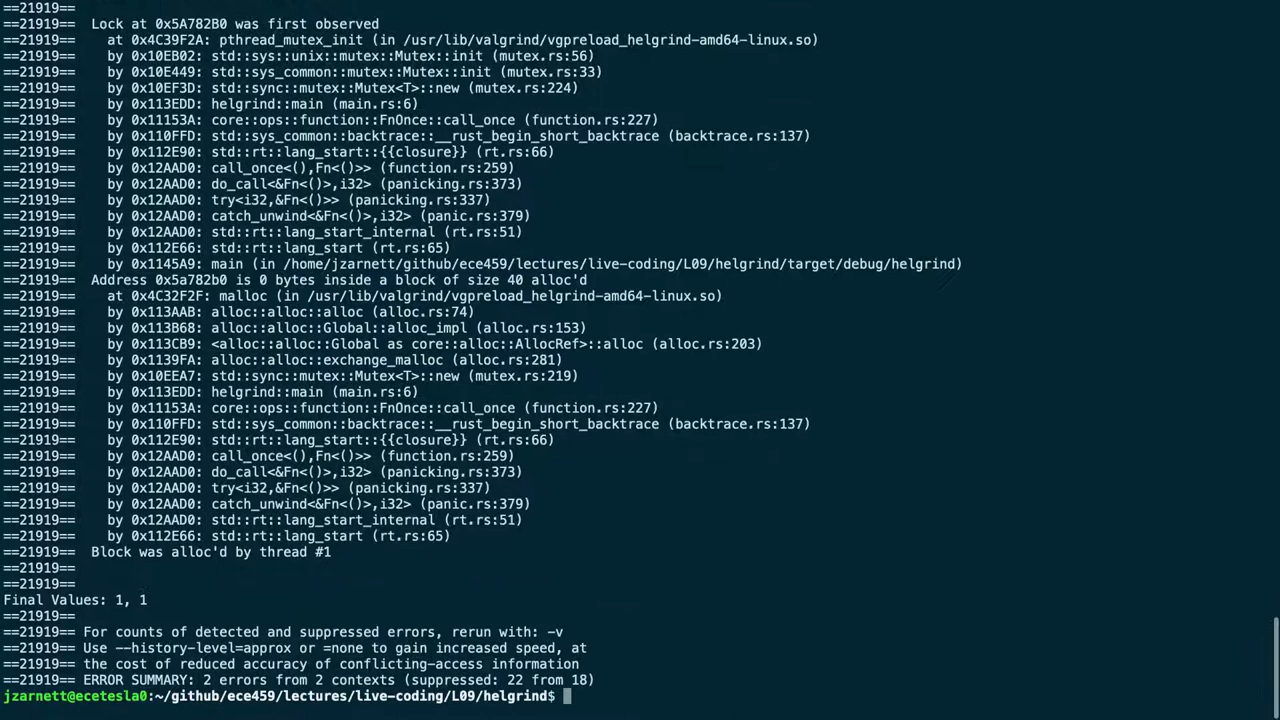 ==21919==
==21919==  Lock at 0x5A782B0 was first observed
==21919==    at 0x4C39F2A: pthread_mutex_init (in /usr/lib/valgrind/vgpreload_helgrind-amd64-linux.so)
==21919==    by 0x10EB02: std::sys::unix::mutex::Mutex::init (mutex.rs:56)
==21919==    by 0x10E449: std::sys_common::mutex::Mutex::init (mutex.rs:33)
==21919==    by 0x10EF3D: std::sync::mutex::Mutex<T>::new (mutex.rs:224)
==21919==    by 0x113EDD: helgrind::main (main.rs:6)
==21919==    by 0x11153A: core::ops::function::FnOnce::call_once (function.rs:227)
==21919==    by 0x110FFD: std::sys_common::backtrace::__rust_begin_short_backtrace (backtrace.rs:137)
==21919==    by 0x112E90: std::rt::lang_start::{{closure}} (rt.rs:66)
==21919==    by 0x12AAD0: call_once<(),Fn<()>> (function.rs:259)
==21919==    by 0x12AAD0: do_call<&Fn<()>,i32> (panicking.rs:373)
==21919==    by 0x12AAD0: try<i32,&Fn<()>> (panicking.rs:337)
==21919==    by 0x12AAD0: catch_unwind<&Fn<()>,i32> (panic.rs:379)
==21919==    by 0x12AAD0: std::rt::lang_start_internal (rt.rs:51)
==21919==    by 0x112E66: std::rt::lang_start (rt.rs:65)
==21919==    by 0x1145A9: main (in /home/jzarnett/github/ece459/lectures/live-coding/L09/helgrind/target/debug/helgrind)
==21919==  Address 0x5a782b0 is 0 bytes inside a block of size 40 alloc'd
==21919==    at 0x4C32F2F: malloc (in /usr/lib/valgrind/vgpreload_helgrind-amd64-linux.so)
==21919==    by 0x113AAB: alloc::alloc::alloc (alloc.rs:74)
==21919==    by 0x113B68: alloc::alloc::Global::alloc_impl (alloc.rs:153)
==21919==    by 0x113CB9: <alloc::alloc::Global as core::alloc::AllocRef>::alloc (alloc.rs:203)
==21919==    by 0x1139FA: alloc::alloc::exchange_malloc (alloc.rs:281)
==21919==    by 0x10EEA7: std::sync::mutex::Mutex<T>::new (mutex.rs:219)
==21919==    by 0x113EDD: helgrind::main (main.rs:6)
==21919==    by 0x11153A: core::ops::function::FnOnce::call_once (function.rs:227)
==21919==    by 0x110FFD: std::sys_common::backtrace::__rust_begin_short_backtrace (backtrace.rs:137)
==21919==    by 0x112E90: std::rt::lang_start::{{closure}} (rt.rs:66)
==21919==    by 0x12AAD0: call_once<(),Fn<()>> (function.rs:259)
==21919==    by 0x12AAD0: do_call<&Fn<()>,i32> (panicking.rs:373)
==21919==    by 0x12AAD0: try<i32,&Fn<()>> (panicking.rs:337)
==21919==    by 0x12AAD0: catch_unwind<&Fn<()>,i32> (panic.rs:379)
==21919==    by 0x12AAD0: std::rt::lang_start_internal (rt.rs:51)
==21919==    by 0x112E66: std::rt::lang_start (rt.rs:65)
==21919==  Block was alloc'd by thread #1
==21919==
==21919==
Final Values: 1, 1
==21919==
==21919== For counts of detected and suppressed errors, rerun with: -v
==21919== Use --history-level=approx or =none to gain increased speed, at
==21919== the cost of reduced accuracy of conflicting-access information
==21919== ERROR SUMMARY: 2 errors from 2 contexts (suppressed: 22 from 18)
jzarnett@ecetesla0:~/github/ece459/lectures/live-coding/L09/helgrind$